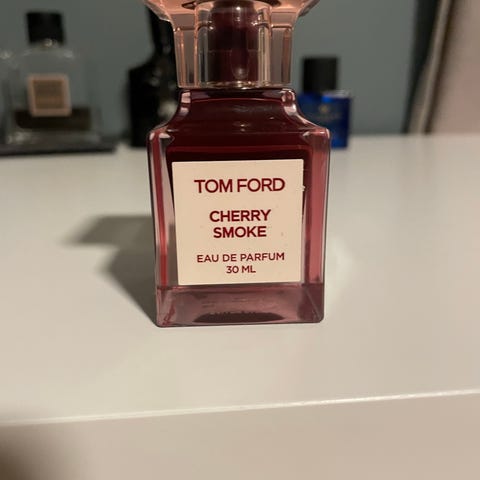 TOM FORD
CHERRY
SMOKE
EAU DE PARFUM
30 ML